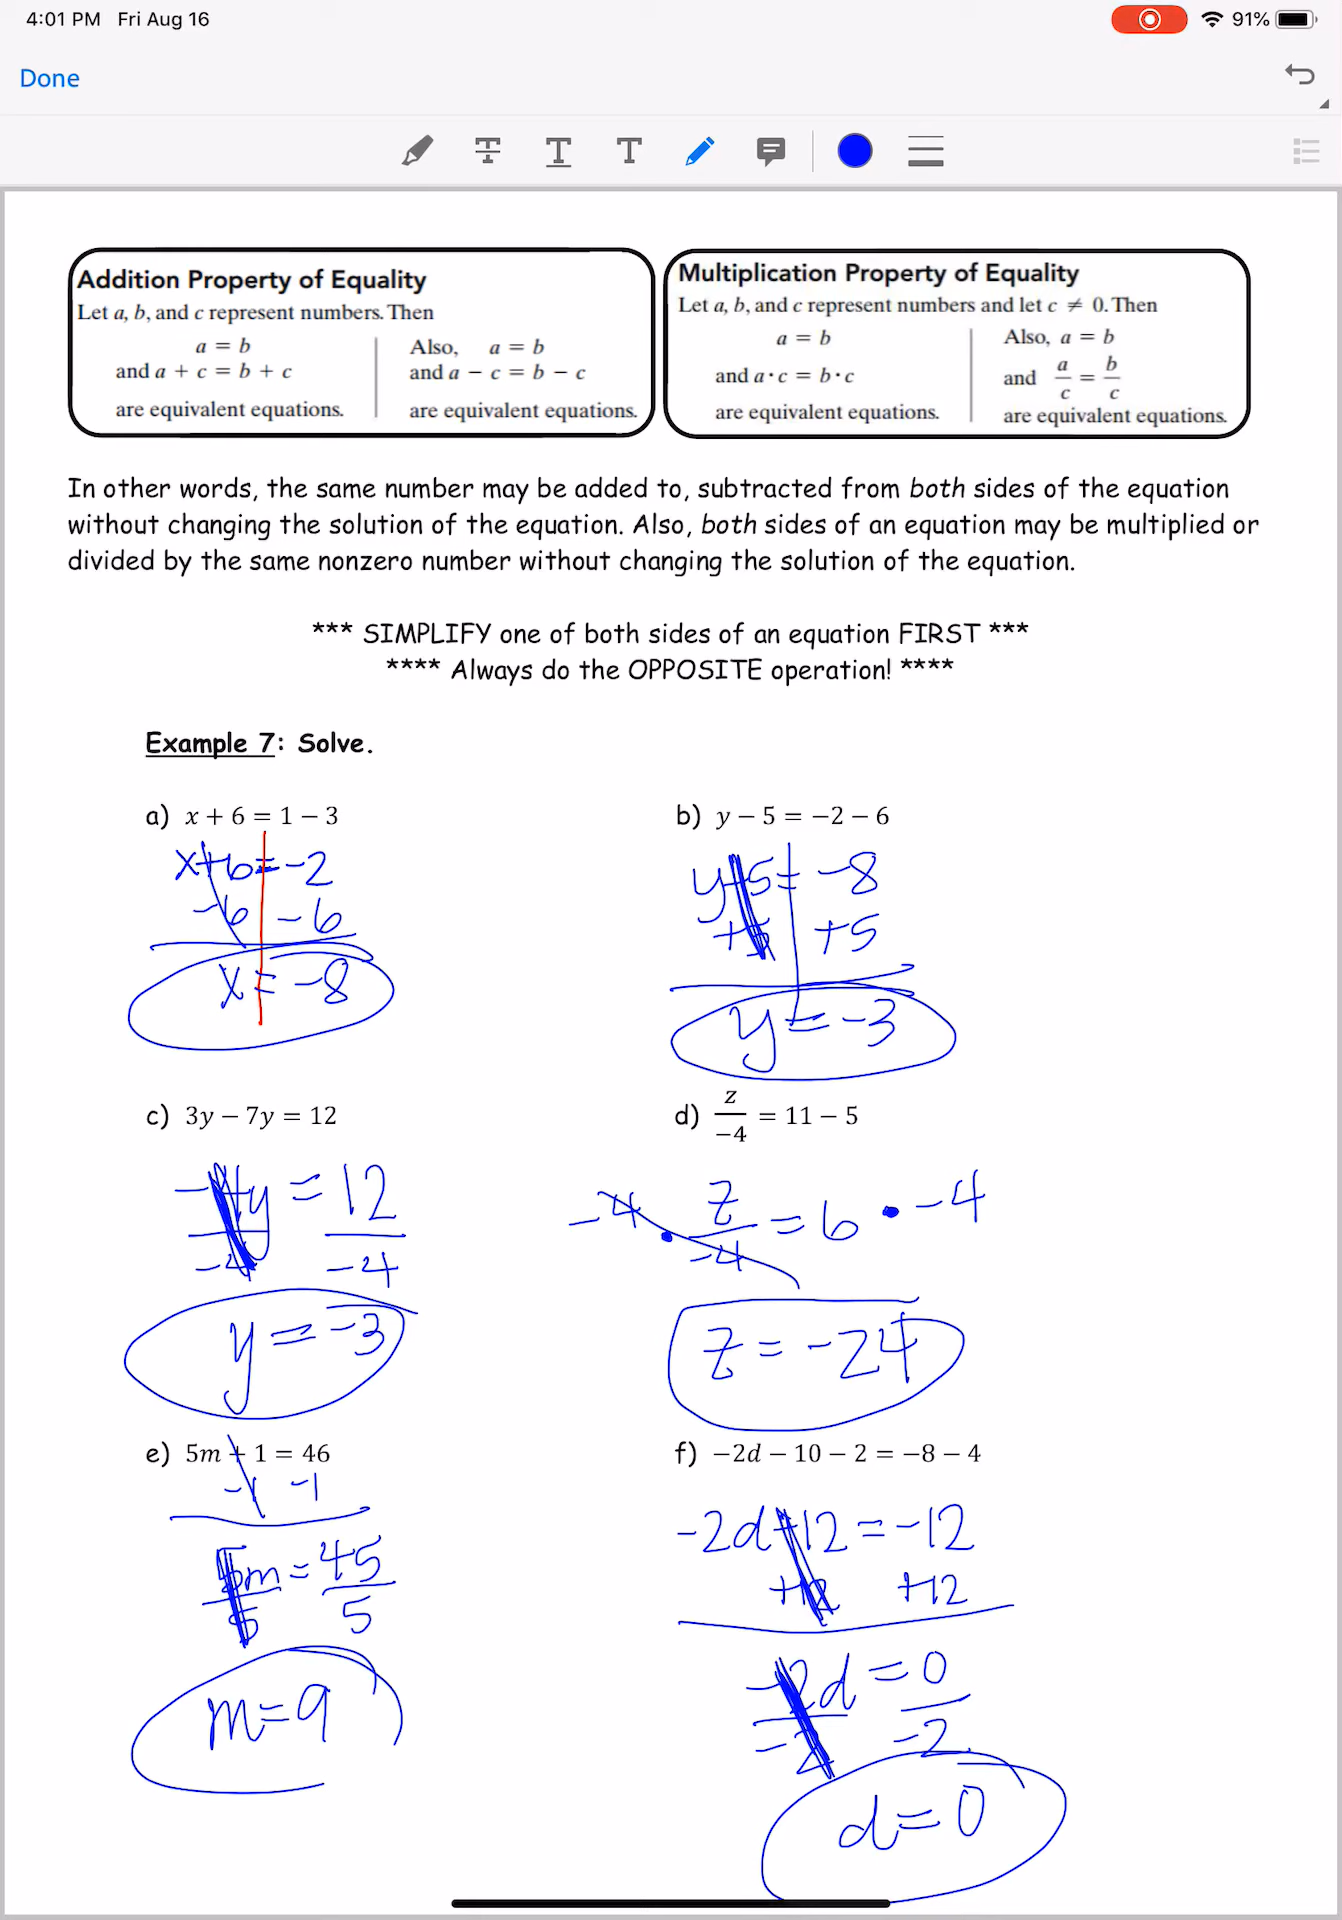 4:01 PM Fri Aug 16
91%
Done
T T T
Addition Property of Equality
Let a, b, and c represent numbers. Then
a = b
and a + c = b + c
are equivalent equations.
Also, a = b
and a − c = b − c
are equivalent equations.
Multiplication Property of Equality
Let a, b, and c represent numbers and let c ≠ 0. Then
a = b
and a · c = b · c
are equivalent equations.
Also, a = b
and a/c = b/c
are equivalent equations.
In other words, the same number may be added to, subtracted from both sides of the equation
without changing the solution of the equation. Also, both sides of an equation may be multiplied or
divided by the same nonzero number without changing the solution of the equation.
*** SIMPLIFY one of both sides of an equation FIRST ***
**** Always do the OPPOSITE operation! ****
Example 7: Solve.
a) x + 6 = 1 − 3
x+6=-2
-6 -6
x=-8
b) y − 5 = −2 − 6
y-5=-8
+5 +5
y=-3
c) 3y − 7y = 12
-4y = 12
-4 -4
y=-3
d) z/−4 = 11 − 5
-4 · z/-4 = 6 · -4
z=-24
e) 5m + 1 = 46
-1 -1
5m=45
5 5
m=9
f) −2d − 10 − 2 = −8 − 4
-2d-12=-12
+12 +12
-2d=0
-2 -2
d=0